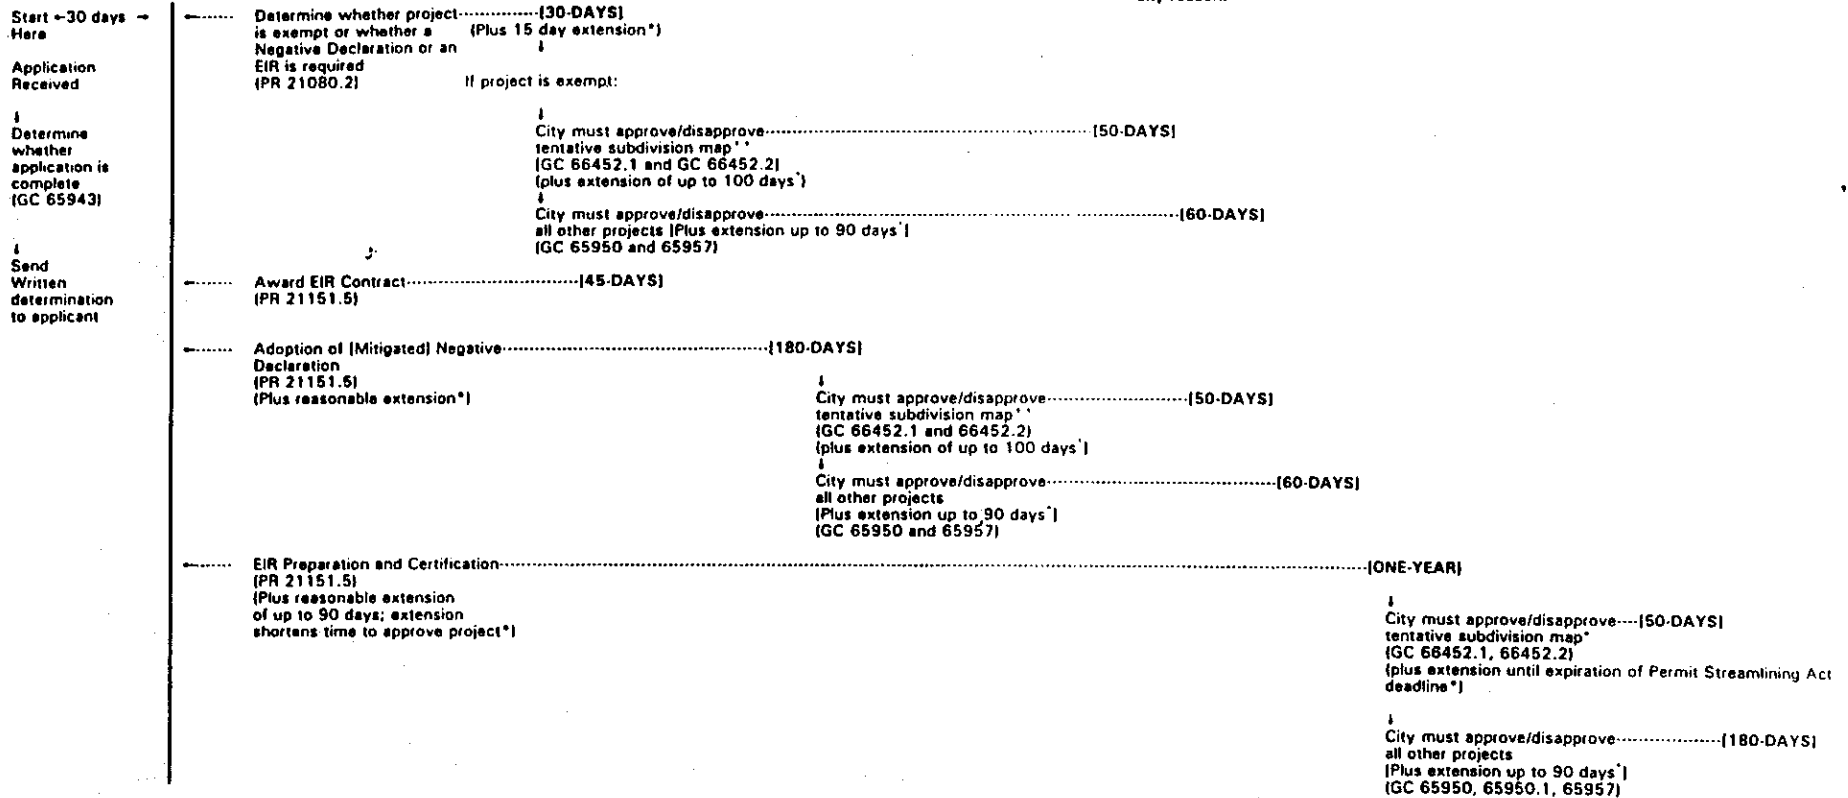 Start ←30 days →
Here
Application
Received
↓
Determine
whether
application is
complete
(GC 65943)
↓
Send
Written
determination
to applicant
←······· Determine whether project··············[30-DAYS]
is exempt or whether a (Plus 15 day extension*)
Negative Declaration or an ↓
EIR is required
(PR 21080.2) If project is exempt:
↓
City must approve/disapprove··············[50-DAYS]
tentative subdivision map**
(GC 66452.1 and GC 66452.2)
(plus extension of up to 100 days*)
↓
City must approve/disapprove··············[60-DAYS]
all other projects [Plus extension up to 90 days*]
(GC 65950 and 65957)
←······· Award EIR Contract··············[45-DAYS]
(PR 21151.5)
←······· Adoption of [Mitigated] Negative··············[180-DAYS]
Declaration
(PR 21151.5)
(Plus reasonable extension*)
↓
City must approve/disapprove··············[50-DAYS]
tentative subdivision map**
(GC 66452.1 and 66452.2)
(plus extension of up to 100 days*]
↓
City must approve/disapprove··············[60-DAYS]
all other projects
[Plus extension up to 90 days*]
(GC 65950 and 65957)
←······· EIR Preparation and Certification··············[ONE-YEAR]
(PR 21151.5)
(Plus reasonable extension
of up to 90 days; extension
shortens time to approve project*)
↓
City must approve/disapprove····[50-DAYS]
tentative subdivision map*
(GC 66452.1, 66452.2)
(plus extension until expiration of Permit Streamlining Act
deadline*)
↓
City must approve/disapprove··············[180-DAYS]
all other projects
[Plus extension up to 90 days*]
(GC 65950, 65950.1, 65957)